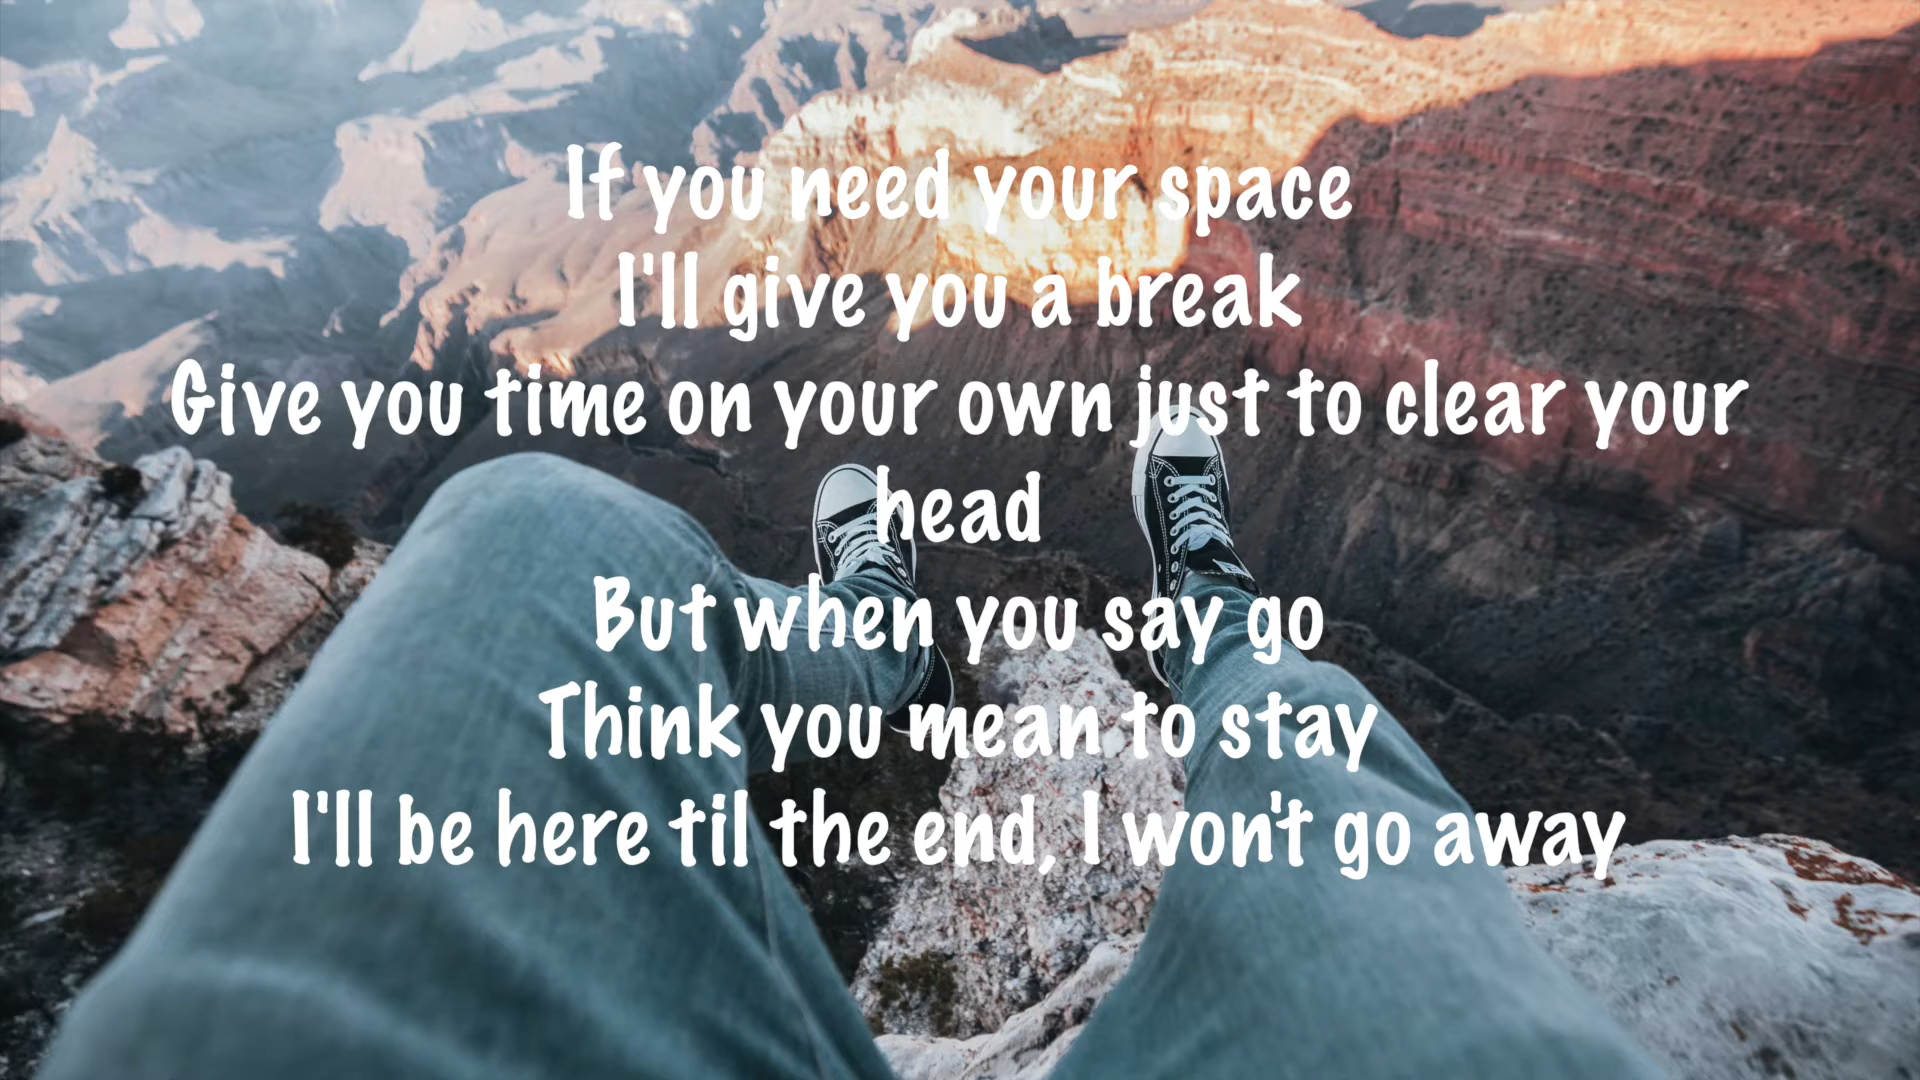 If you need your space
I'll give you a break
Give you time on your own just to clear your
head
But when you say go
Think you mean to stay
I'll be here til the end, I won't go away